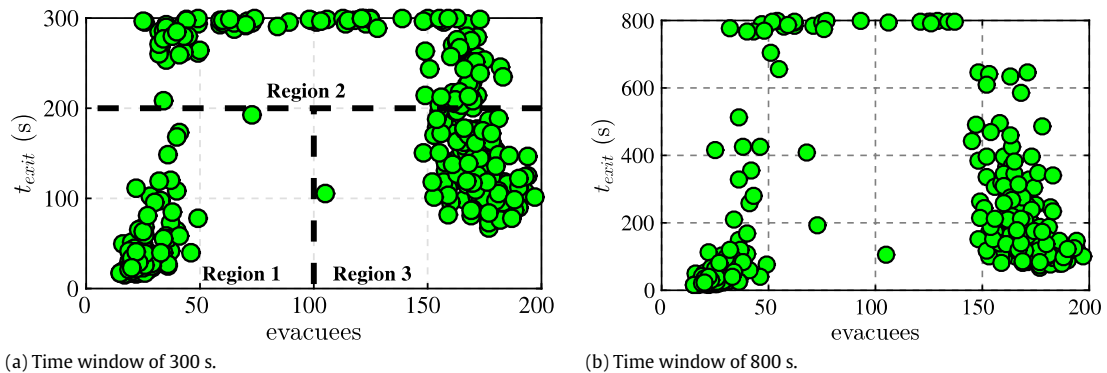 300
200
100
0
t_exit (s)
Region 2
Region 1
Region 3
0
50
100
150
200
evacuees
(a) Time window of 300 s.
800
600
400
200
0
t_exit (s)
0
50
100
150
200
evacuees
(b) Time window of 800 s.